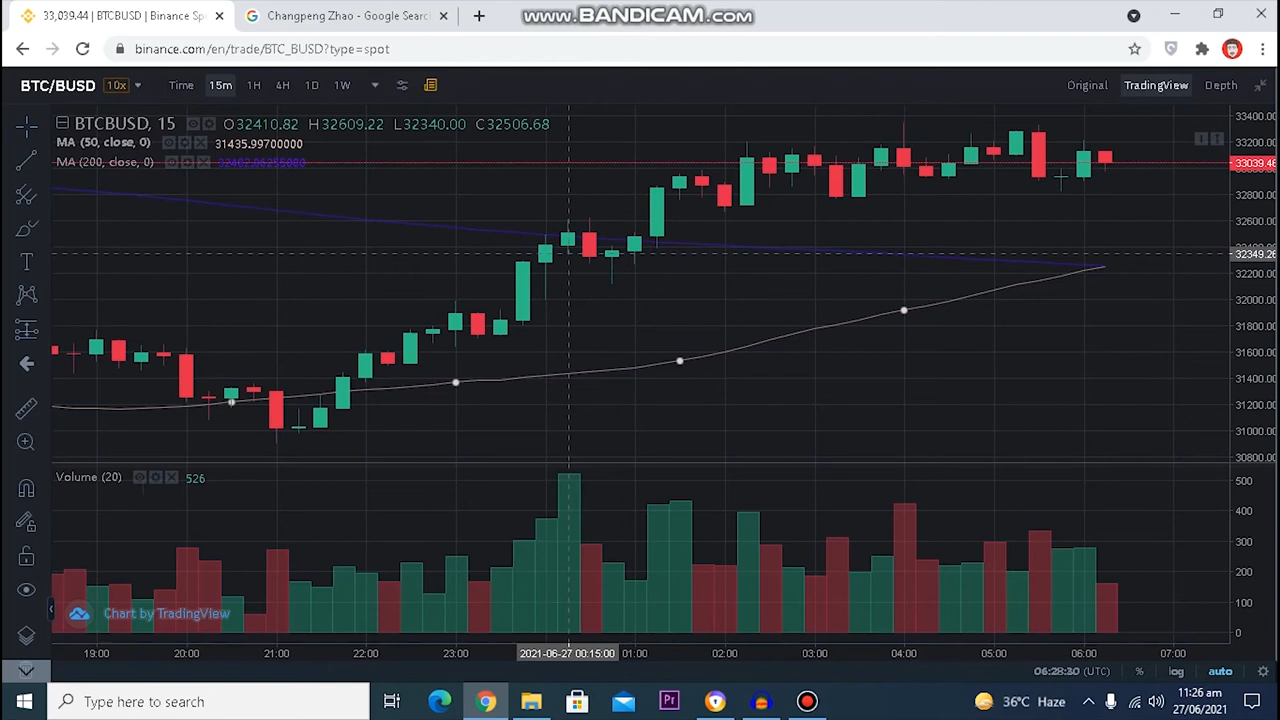 33,039.44 | BTCBUSD | Binance Sp
Changpeng Zhao - Google Searc
www.BANDICAM.com
binance.com/en/trade/BTC_BUSD?type=spot
BTC/BUSD 10x Time 15m 1H 4H 1D 1W Original TradingView Depth
BTCBUSD, 15 O32410.82 H32609.22 L32340.00 C32506.68
MA (50, close, 0) 31435.99700000
MA (200, close, 0)
33400.00
33200.00
33039.46
32800.00
32600.00
32349.26
32200.00
32000.00
31800.00
31600.00
31400.00
31200.00
31000.00
30800.00
Volume (20) 526
500
400
300
200
100
0
Chart by TradingView
19:00 20:00 21:00 22:00 23:00 2021-06-27 00:15:00 01:00 02:00 03:00 04:00 05:00 06:00 07:00
06:28:30 (UTC) % log auto
Type here to search
Pr
36°C Haze
11:26 am
27/06/2021